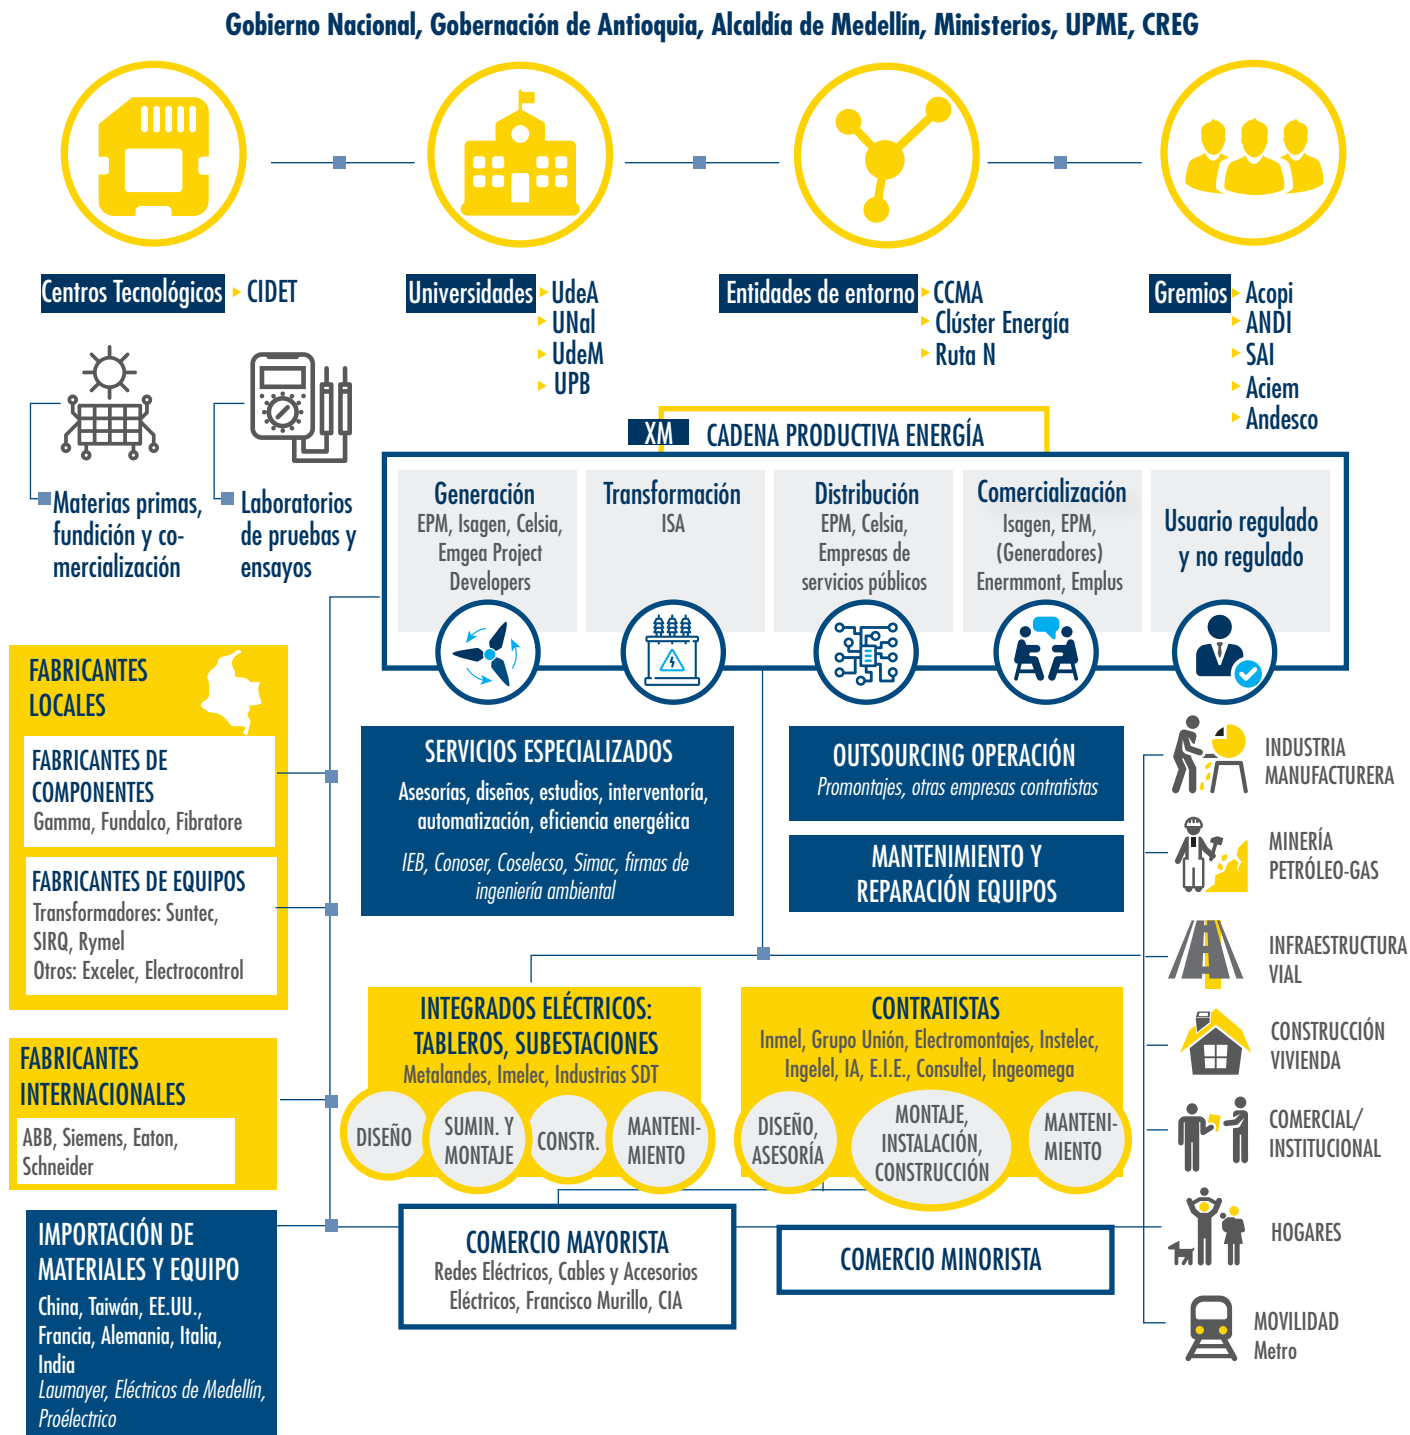 Gobierno Nacional, Gobernación de Antioquia, Alcaldía de Medellín, Ministerios, UPME, CREG
Centros Tecnológicos
CIDET
Universidades
UdeA
UNal
UdeM
UPB
Entidades de entorno
CCMA
Clúster Energía
Ruta N
Gremios
Acopi
ANDI
SAI
Aciem
Andesco
Materias primas,
fundición y co-
mercialización
Laboratorios
de pruebas y
ensayos
XM
CADENA PRODUCTIVA ENERGÍA
Generación
EPM, Isagen, Celsia,
Emgea Project
Developers
Transformación
ISA
Distribución
EPM, Celsia,
Empresas de
servicios públicos
Comercialización
Isagen, EPM,
(Generadores)
Enermmont, Emplus
Usuario regulado
y no regulado
FABRICANTES
LOCALES
FABRICANTES DE
COMPONENTES
Gamma, Fundalco, Fibratore
FABRICANTES DE EQUIPOS
Transformadores: Suntec,
SIRQ, Rymel
Otros: Excelec, Electrocontrol
FABRICANTES
INTERNACIONALES
ABB, Siemens, Eaton,
Schneider
IMPORTACIÓN DE
MATERIALES Y EQUIPO
China, Taiwán, EE.UU.,
Francia, Alemania, Italia,
India
Laumayer, Eléctricos de Medellín,
Proélectrico
SERVICIOS ESPECIALIZADOS
Asesorías, diseños, estudios, interventoría,
automatización, eficiencia energética
IEB, Conoser, Coselecso, Simac, firmas de
ingeniería ambiental
OUTSOURCING OPERACIÓN
Promontajes, otras empresas contratistas
MANTENIMIENTO Y
REPARACIÓN EQUIPOS
INTEGRADOS ELÉCTRICOS:
TABLEROS, SUBESTACIONES
Metalandes, Imelec, Industrias SDT
DISEÑO
SUMIN. Y
MONTAJE
CONSTR.
MANTENI-
MIENTO
CONTRATISTAS
Inmel, Grupo Unión, Electromontajes, Instelec,
Ingelel, IA, E.I.E., Consultel, Ingeomega
DISEÑO,
ASESORÍA
MONTAJE,
INSTALACIÓN,
CONSTRUCCIÓN
MANTENI-
MIENTO
COMERCIO MAYORISTA
Redes Eléctricos, Cables y Accesorios
Eléctricos, Francisco Murillo, CIA
COMERCIO MINORISTA
INDUSTRIA
MANUFACTURERA
MINERÍA
PETRÓLEO-GAS
INFRAESTRUCTURA
VIAL
CONSTRUCCIÓN
VIVIENDA
COMERCIAL/
INSTITUCIONAL
HOGARES
MOVILIDAD
Metro